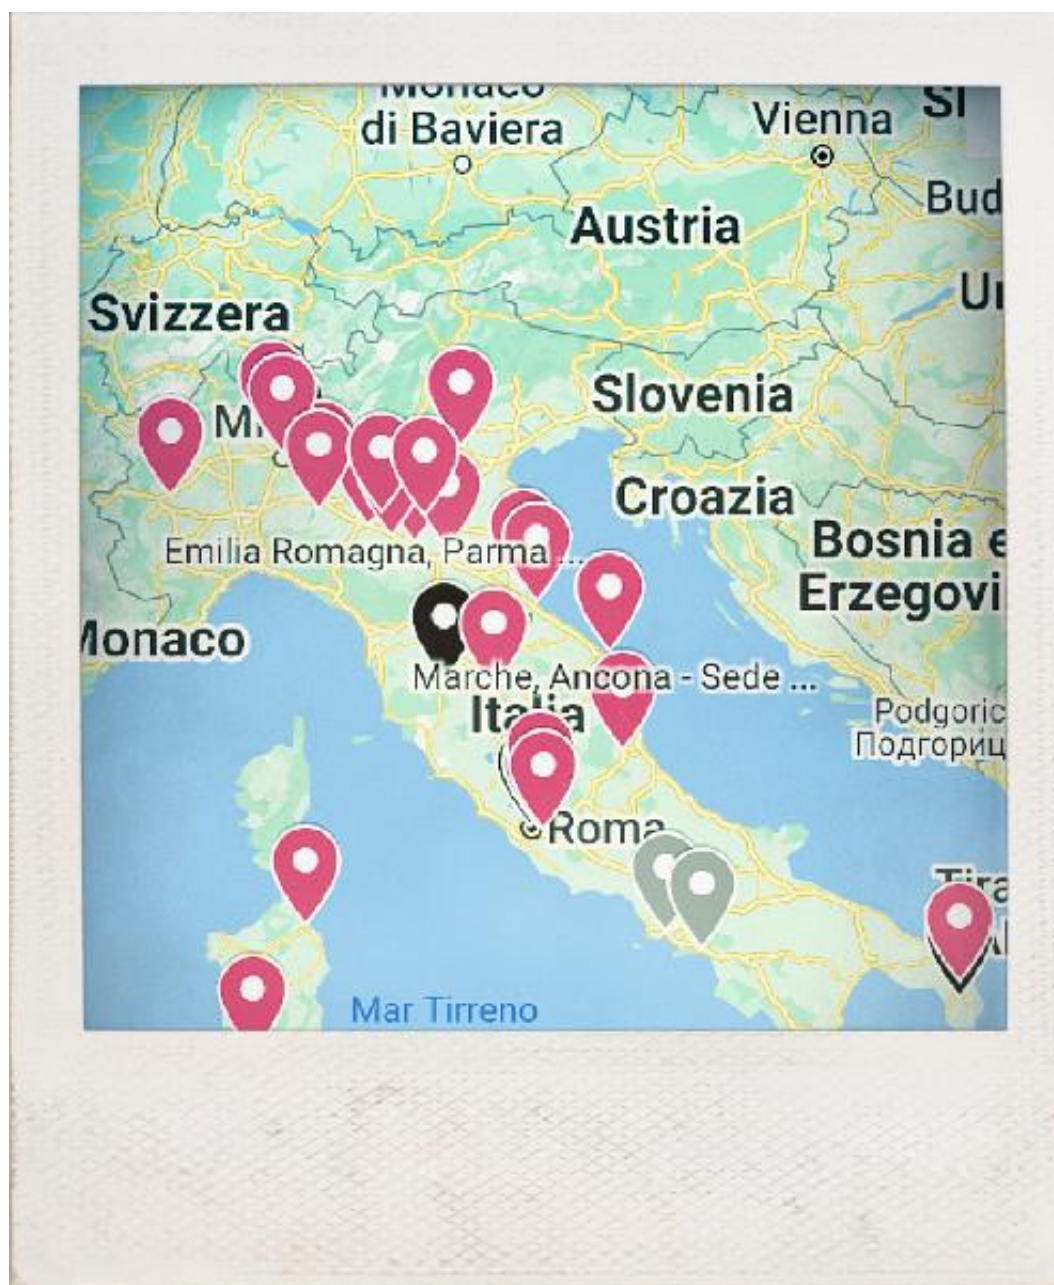 Monaco
di Baviera
Vienna
Austria
Svizzera
Slovenia
Croazia
Emilia Romagna, Parma ...
Bosnia e
Erzegovi
Monaco
Marche, Ancona - Sede ...
Italia
Podgoric
Подгориц
Roma
Mar Tirreno